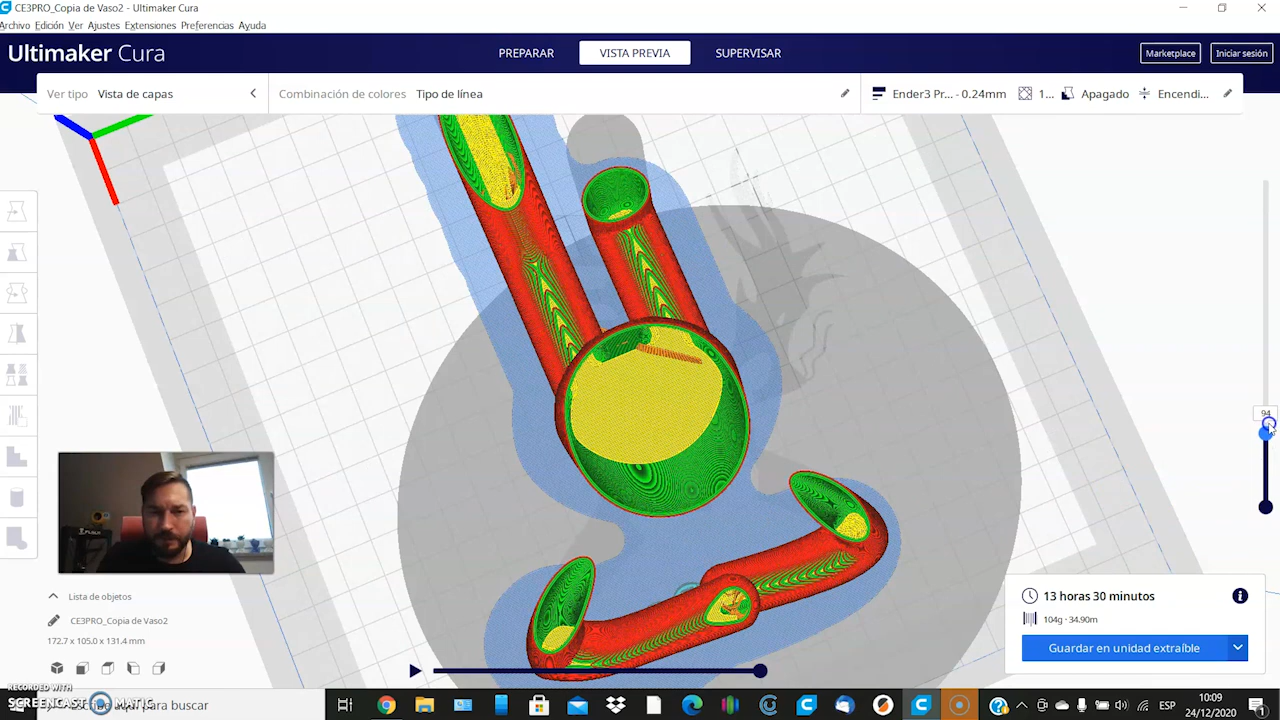 CE3PRO_Copia de Vaso2 - Ultimaker Cura
Archivo Edición Ver Ajustes Extensiones Preferencias Ayuda
Ultimaker Cura
PREPARAR VISTA PREVIA SUPERVISAR
Marketplace Iniciar sesión
Ver tipo Vista de capas Combinación de colores Tipo de línea Ender3 Pr... - 0.24mm 1... Apagado Encendi...
94
Lista de objetos
CE3PRO_Copia de Vaso2
172.7 x 105.0 x 131.4 mm
13 horas 30 minutos
104g · 34.90m
Guardar en unidad extraíble
RECORDED WITH
SCREENCAST MATIC
para buscar
ESP
10:09
24/12/2020